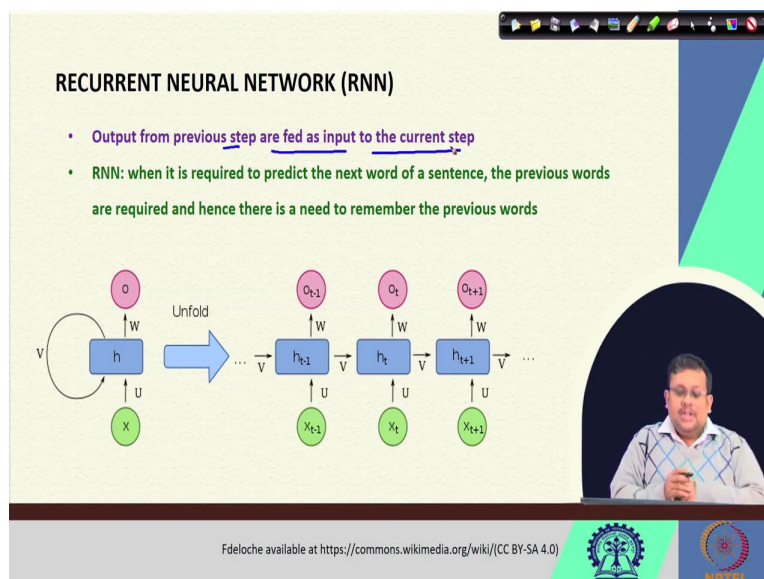 RECURRENT NEURAL NETWORK (RNN)
• Output from previous step are fed as input to the current step
• RNN: when it is required to predict the next word of a sentence, the previous words
are required and hence there is a need to remember the previous words
o o_{t-1} o_t o_{t+1}
Unfold
W W W W
V h ... V h_{t-1} V h_t V h_{t+1} V ...
U U U U
x x_{t-1} x_t x_{t+1}
Fdeloche available at https://commons.wikimedia.org/wiki/(CC BY-SA 4.0)
NPTEL